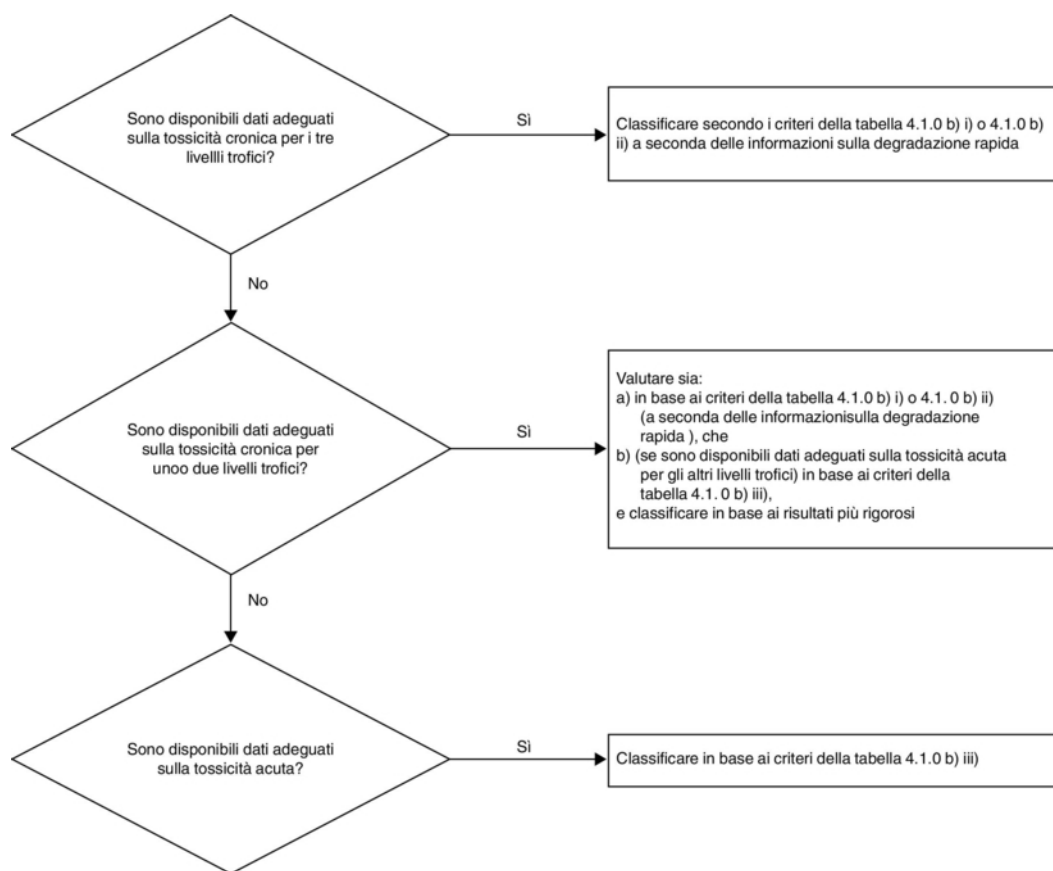 Sono disponibili dati adeguati
sulla tossicità cronica per i tre
livellli trofici?
Sì
Classificare secondo i criteri della tabella 4.1.0 b) i) o 4.1.0 b)
ii) a seconda delle informazioni sulla degradazione rapida
No
Sono disponibili dati adeguati
sulla tossicità cronica per
unoo due livelli trofici?
Sì
Valutare sia:
a) in base ai criteri della tabella 4.1.0 b) i) o 4.1. 0 b) ii)
(a seconda delle informazionisulla degradazione
rapida ), che
b) (se sono disponibili dati adeguati sulla tossicità acuta
per gli altri livelli trofici) in base ai criteri della
tabella 4.1. 0 b) iii),
e classificare in base ai risultati più rigorosi
No
Sono disponibili dati adeguati
sulla tossicità acuta?
Sì
Classificare in base ai criteri della tabella 4.1.0 b) iii)